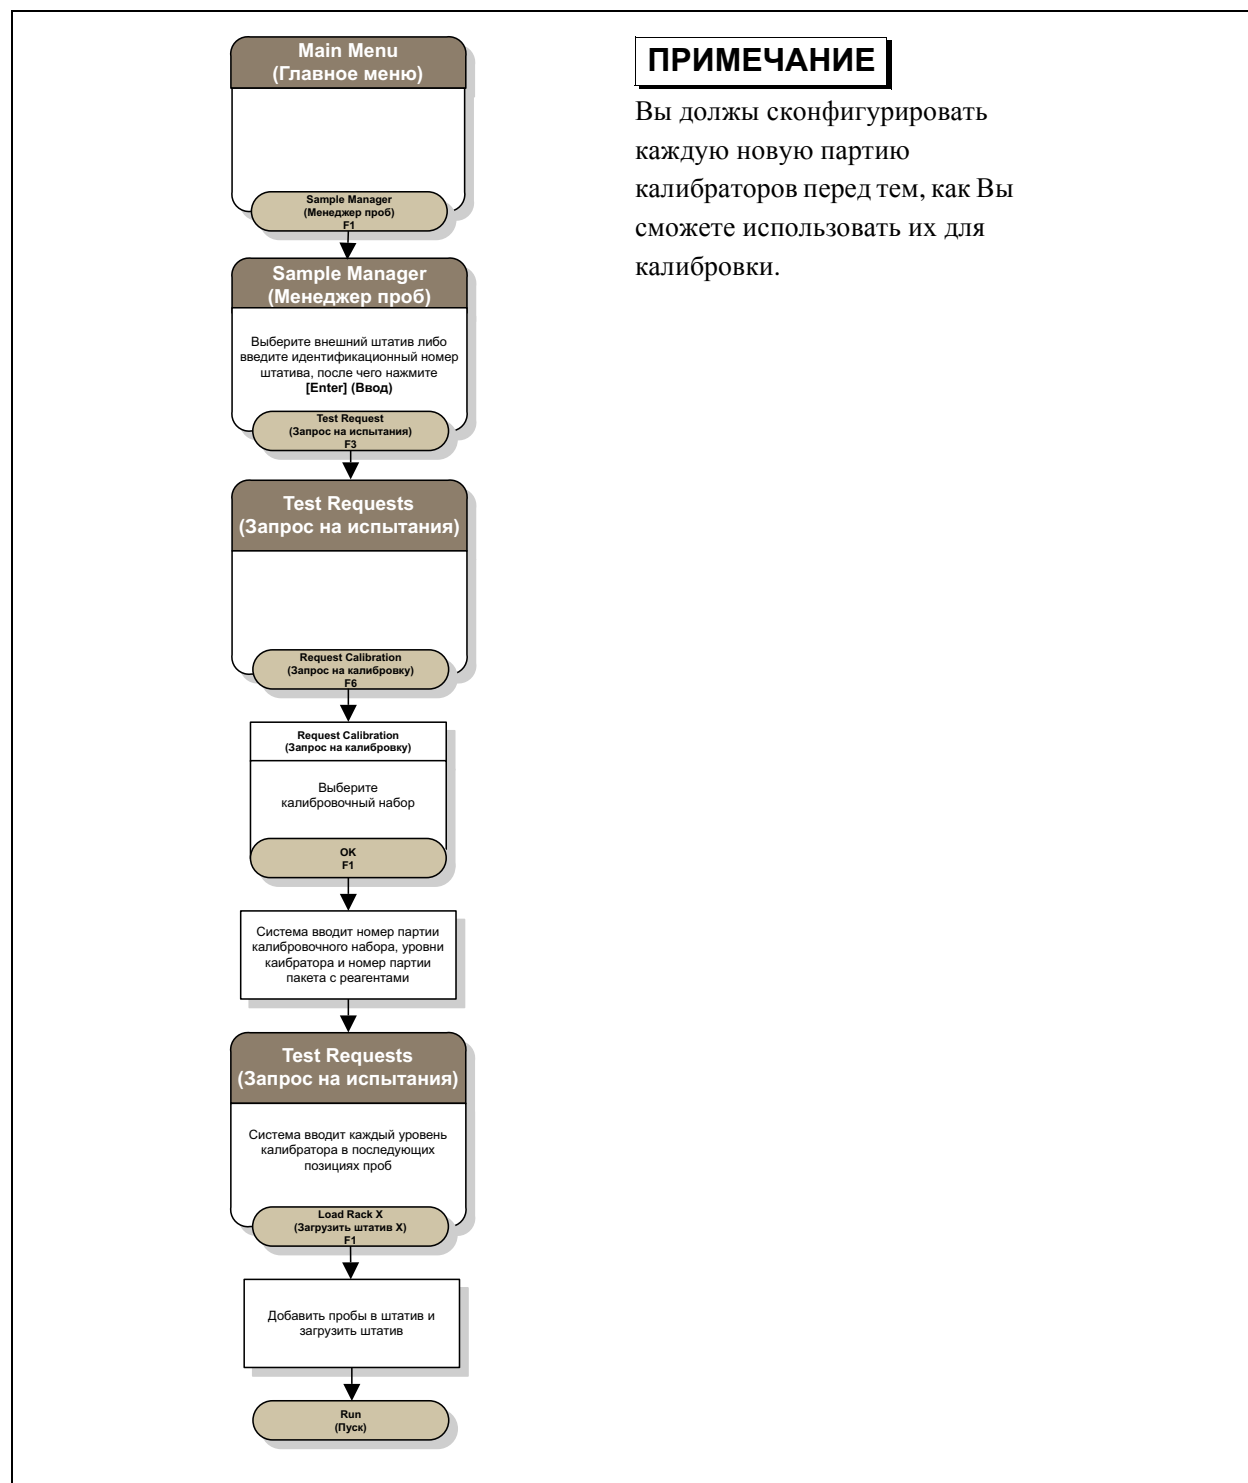 Main Menu
(Главное меню)
Sample Manager
(Менеджер проб)
F1
Sample Manager
(Менеджер проб)
Выберите внешний штатив либо
введите идентификационный номер
штатива, после чего нажмите
[Enter] (Ввод)
Test Request
(Запрос на испытания)
F3
Test Requests
(Запрос на испытания)
Request Calibration
(Запрос на калибровку)
F6
Request Calibration
(Запрос на калибровку)
Выберите
калибровочный набор
OK
F1
Система вводит номер партии
калибровочного набора, уровни
каибратора и номер партии
пакета с реагентами
Test Requests
(Запрос на испытания)
Система вводит каждый уровень
калибратора в последующих
позициях проб
Load Rack X
(Загрузить штатив X)
F1
Добавить пробы в штатив и
загрузить штатив
Run
(Пуск)
ПРИМЕЧАНИЕ
Вы должы сконфигурировать
каждую новую партию
калибраторов перед тем, как Вы
сможете использовать их для
калибровки.